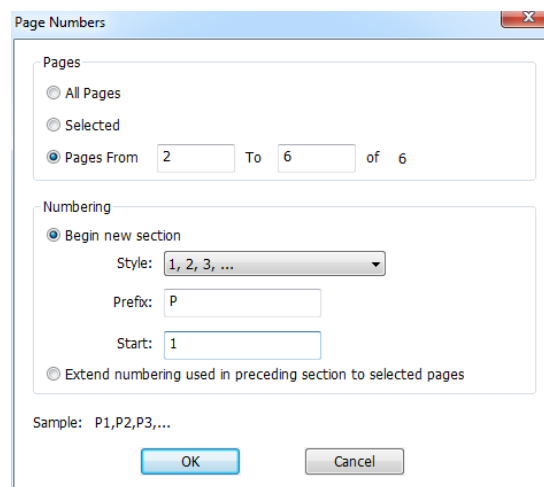 Page Numbers
Pages
All Pages
Selected
Pages From 2 To 6 of 6
Numbering
Begin new section
Style: 1, 2, 3, ...
Prefix: P
Start: 1
Extend numbering used in preceding section to selected pages
Sample: P1,P2,P3,...
OK Cancel